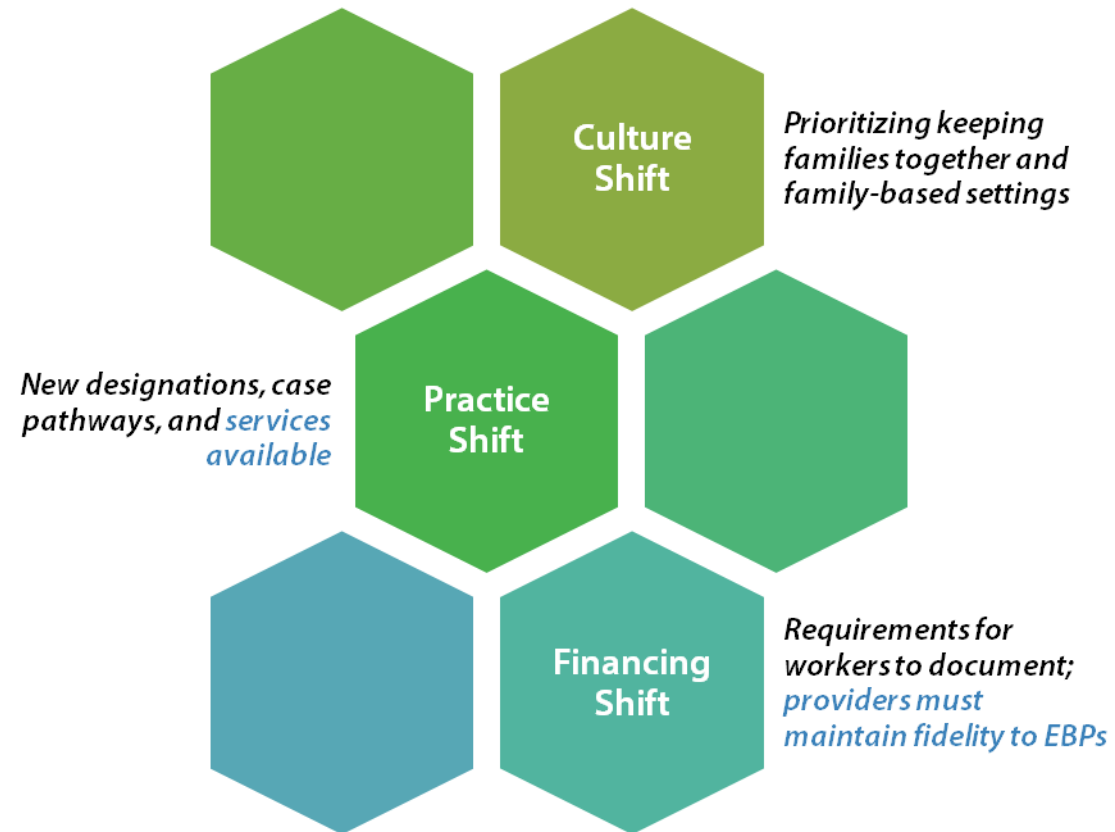 Culture
Shift
Prioritizing keeping
families together and
family-based settings
New designations, case
pathways, and services
available
Practice
Shift
Financing
Shift
Requirements for
workers to document;
providers must
maintain fidelity to EBPs